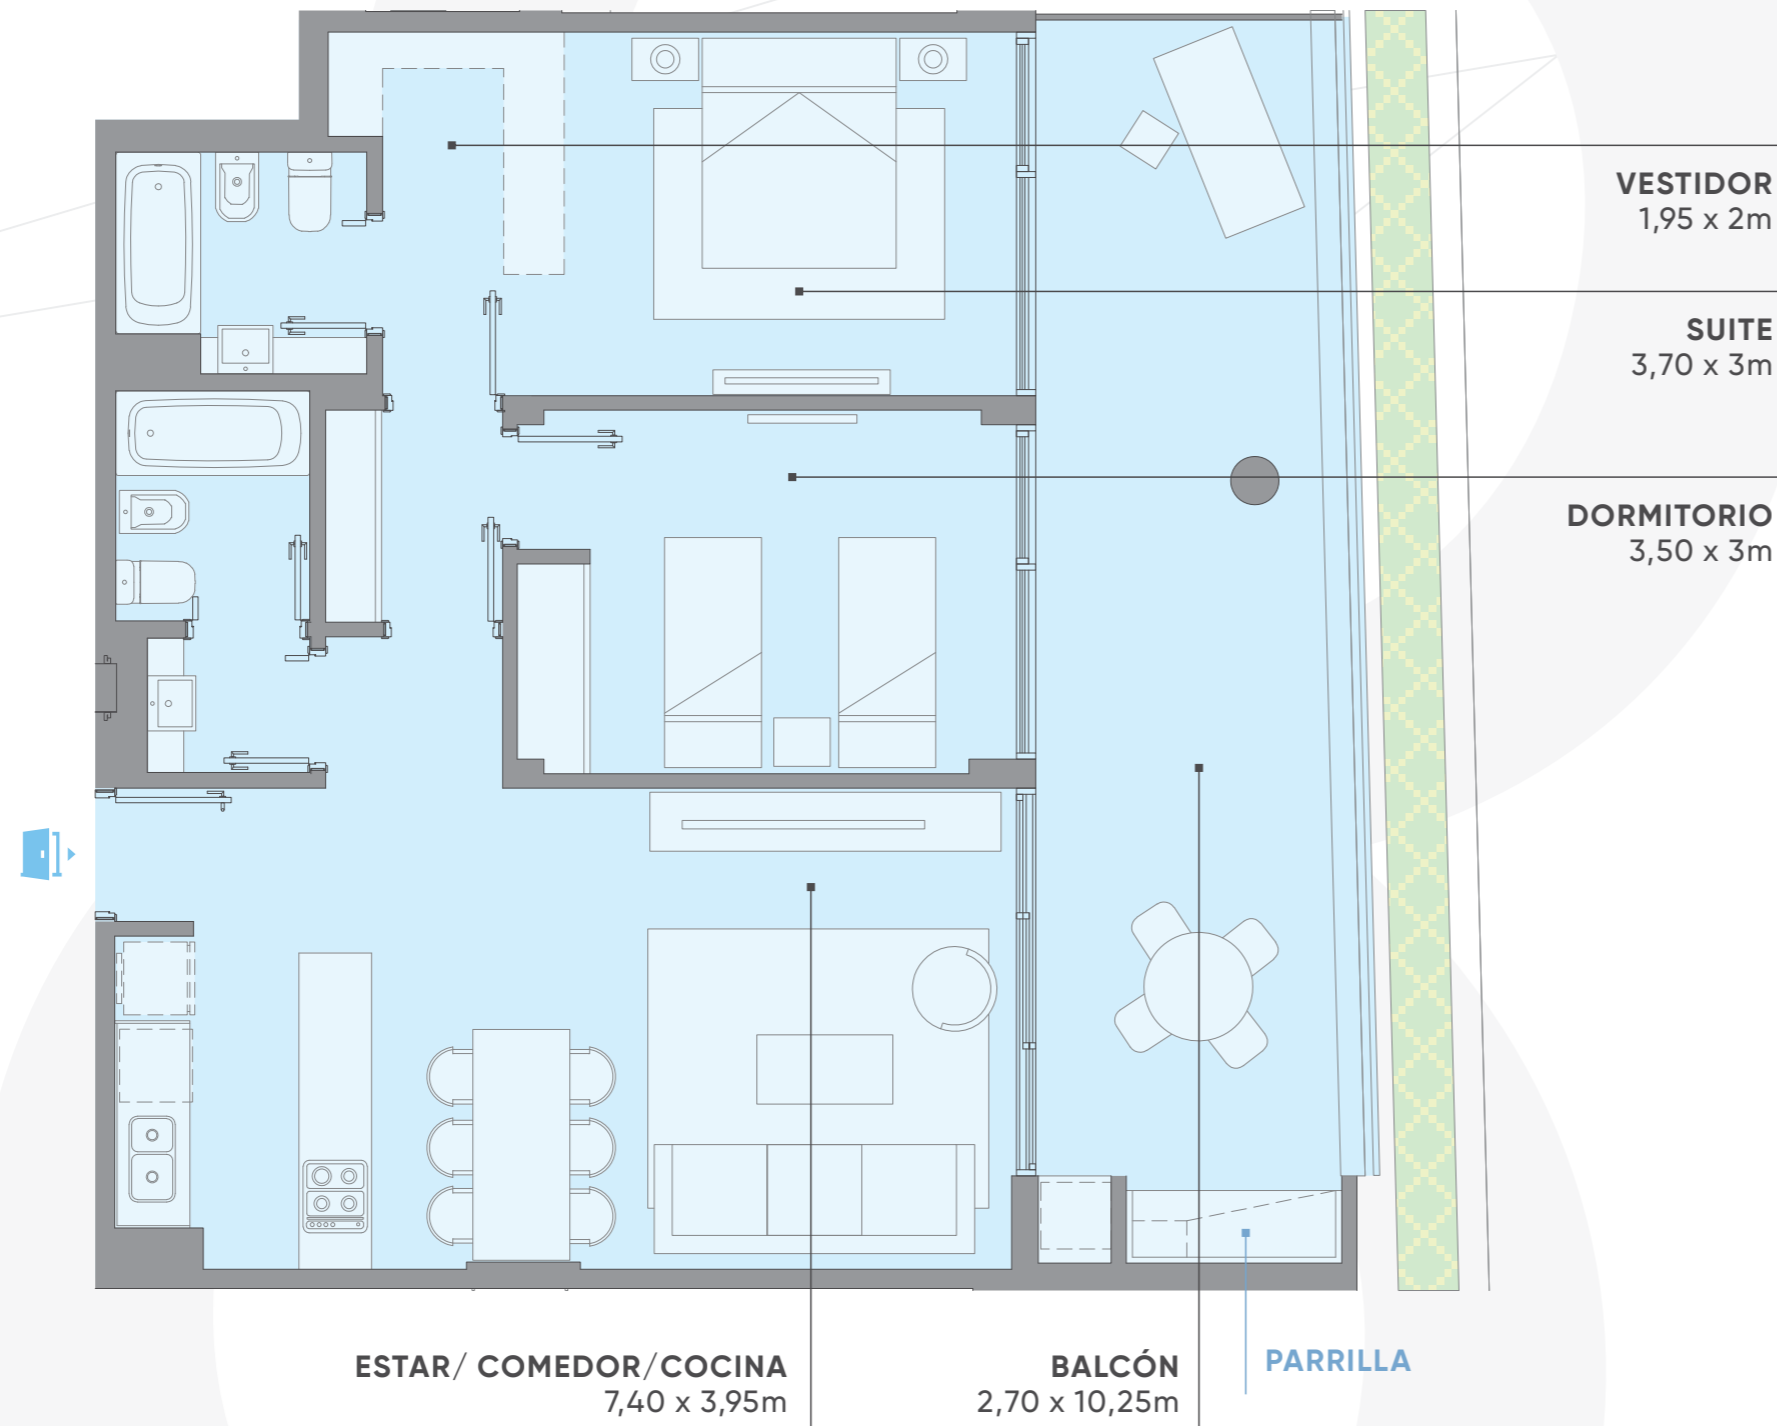 VESTIDOR
1,95 x 2m
SUITE
3,70 x 3m
DORMITORIO
3,50 x 3m
ESTAR/ COMEDOR/COCINA
7,40 x 3,95m
BALCÓN
2,70 x 10,25m
PARRILLA